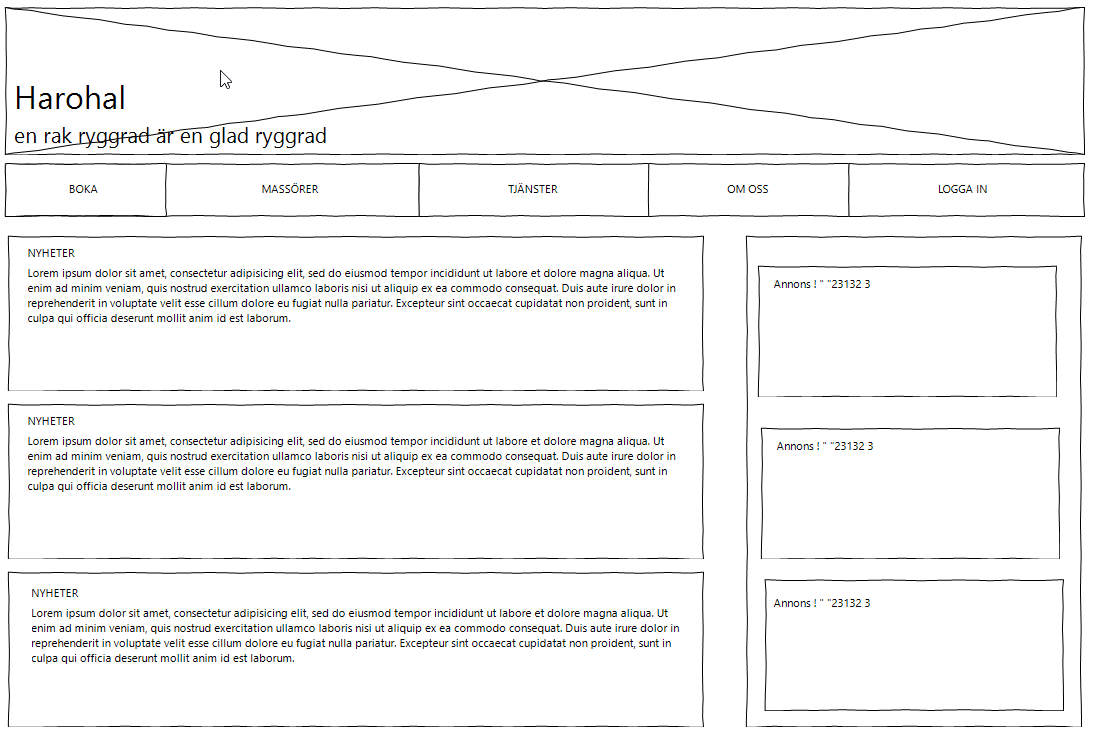 Harohal
en rak ryggrad är en glad ryggrad
BOKA
MASSÖRER
TJÄNSTER
OM OSS
LOGGA IN
NYHETER
Lorem ipsum dolor sit amet, consectetur adipisicing elit, sed do eiusmod tempor incididunt ut labore et dolore magna aliqua. Ut
enim ad minim veniam, quis nostrud exercitation ullamco laboris nisi ut aliquip ex ea commodo consequat. Duis aute irure dolor in
reprehenderit in voluptate velit esse cillum dolore eu fugiat nulla pariatur. Excepteur sint occaecat cupidatat non proident, sunt in
culpa qui officia deserunt mollit anim id est laborum.
NYHETER
Lorem ipsum dolor sit amet, consectetur adipisicing elit, sed do eiusmod tempor incididunt ut labore et dolore magna aliqua. Ut
enim ad minim veniam, quis nostrud exercitation ullamco laboris nisi ut aliquip ex ea commodo consequat. Duis aute irure dolor in
reprehenderit in voluptate velit esse cillum dolore eu fugiat nulla pariatur. Excepteur sint occaecat cupidatat non proident, sunt in
culpa qui officia deserunt mollit anim id est laborum.
NYHETER
Lorem ipsum dolor sit amet, consectetur adipisicing elit, sed do eiusmod tempor incididunt ut labore et dolore magna aliqua. Ut
enim ad minim veniam, quis nostrud exercitation ullamco laboris nisi ut aliquip ex ea commodo consequat. Duis aute irure dolor in
reprehenderit in voluptate velit esse cillum dolore eu fugiat nulla pariatur. Excepteur sint occaecat cupidatat non proident, sunt in
culpa qui officia deserunt mollit anim id est laborum.
Annons ! " "23132 3
Annons ! " "23132 3
Annons ! " "23132 3